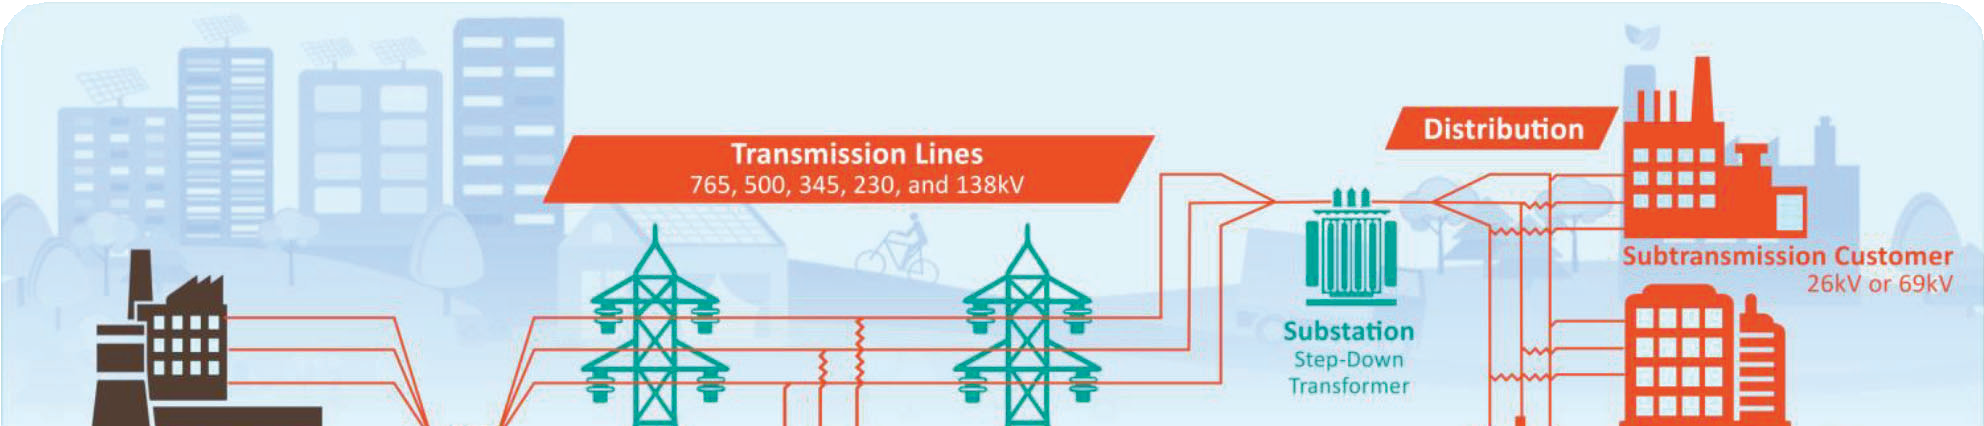 Transmission Lines
765, 500, 345, 230, and 138kV
Distribution
Subtransmission Customer
26kV or 69kV
Substation
Step-Down
Transformer